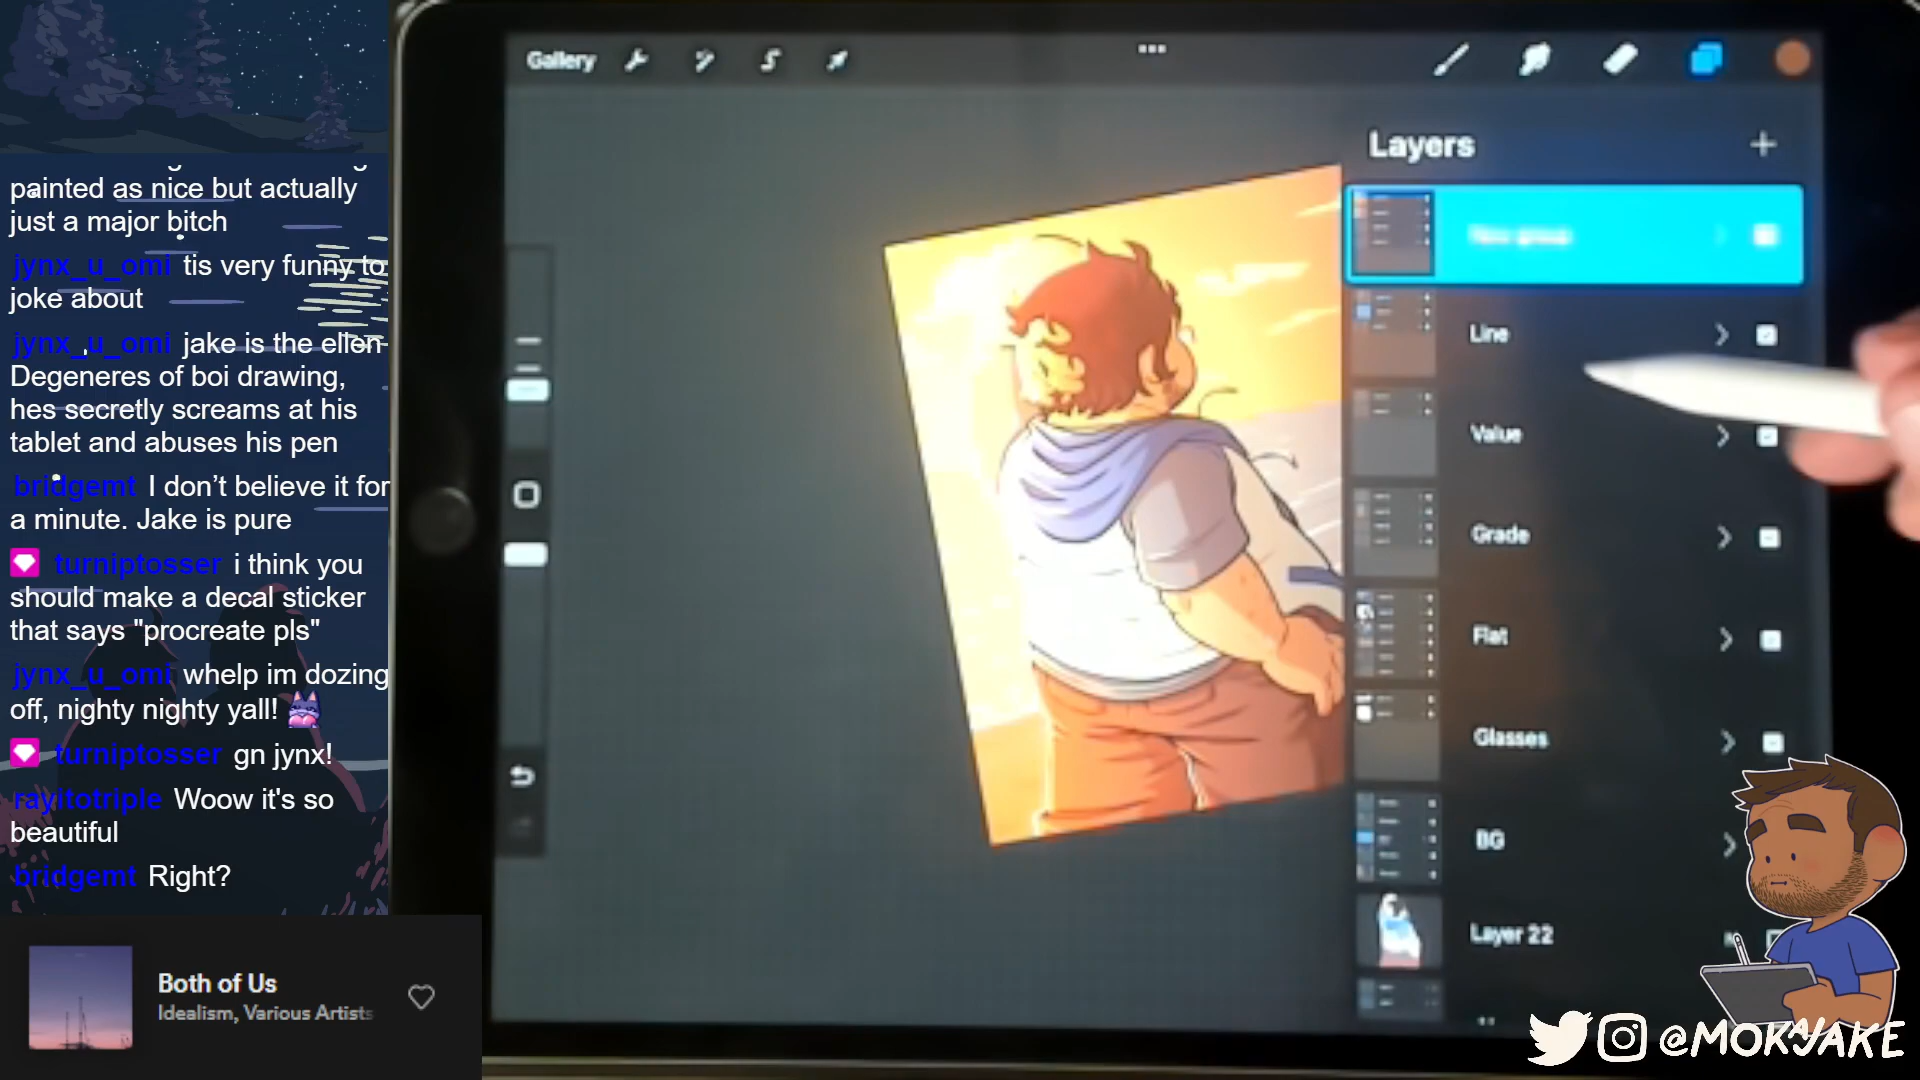 painted as nice but actually
just a major bitch
jynx_u_omi tis very funny to
joke about
jynx_u_omi jake is the ellen
Degeneres of boi drawing,
hes secretly screams at his
tablet and abuses his pen
bridgemt I don’t believe it for
a minute. Jake is pure
turniptosser i think you
should make a decal sticker
that says "procreate pls"
jynx_u_omi whelp im dozing
off, nighty nighty yall!
turniptosser gn jynx!
rayltotriple Woow it's so
beautiful
bridgemt Right?
Both of Us
Idealism, Various Artists
Gallery
Layers
New group
Line
Value
Grade
Flat
Glasses
BG
Layer 22
@MOKAJAKE